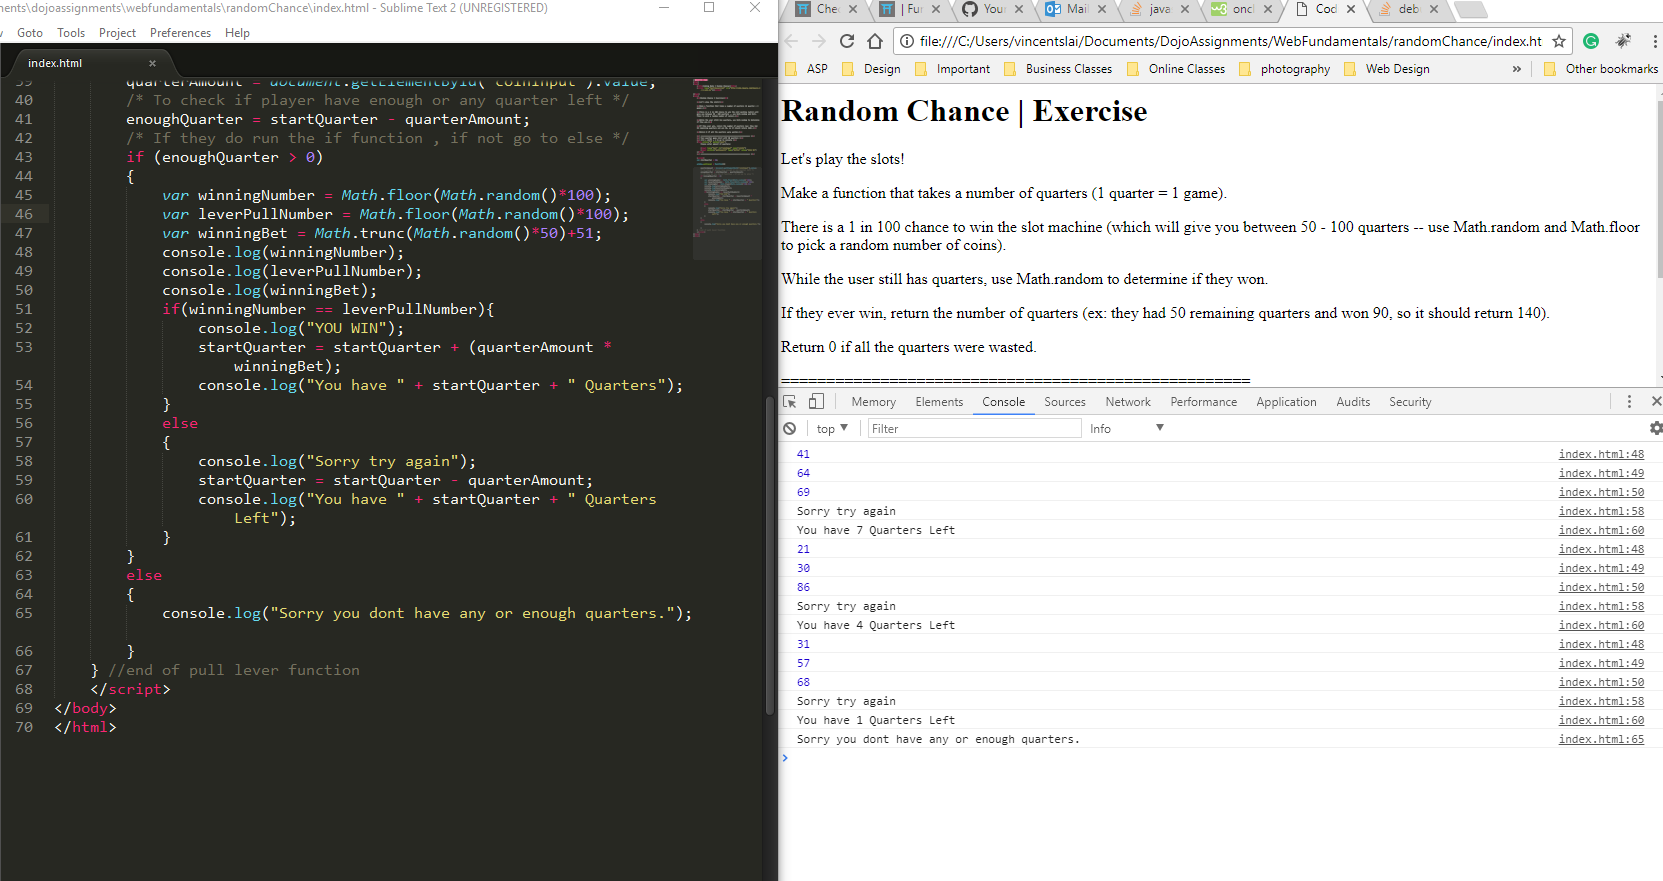 nents\dojoassignments\webfundamentals\randomChance\index.html - Sublime Text 2 (UNREGISTERED)
Goto Tools Project Preferences Help
index.html ×
39 quarterAmount = document.getElementById("coinInput").value;
40 /* To check if player have enough or any quarter left */
41 enoughQuarter = startQuarter - quarterAmount;
42 /* If they do run the if function , if not go to else */
43 if (enoughQuarter > 0)
44 {
45 var winningNumber = Math.floor(Math.random()*100);
46 var leverPullNumber = Math.floor(Math.random()*100);
47 var winningBet = Math.trunc(Math.random()*50)+51;
48 console.log(winningNumber);
49 console.log(leverPullNumber);
50 console.log(winningBet);
51 if(winningNumber == leverPullNumber){
52 console.log("YOU WIN");
53 startQuarter = startQuarter + (quarterAmount *
winningBet);
54 console.log("You have " + startQuarter + " Quarters");
55 }
56 else
57 {
58 console.log("Sorry try again");
59 startQuarter = startQuarter - quarterAmount;
60 console.log("You have " + startQuarter + " Quarters
Left");
61 }
62 }
63 else
64 {
65 console.log("Sorry you dont have any or enough quarters.");
66 }
67 } //end of pull lever function
68 </script>
69 </body>
70 </html>
Chec | Fun Your Mail java oncl Cod deb
file:///C:/Users/vincentslai/Documents/DojoAssignments/WebFundamentals/randomChance/index.ht
ASP Design Important Business Classes Online Classes photography Web Design » Other bookmarks
Random Chance | Exercise
Let's play the slots!
Make a function that takes a number of quarters (1 quarter = 1 game).
There is a 1 in 100 chance to win the slot machine (which will give you between 50 - 100 quarters -- use Math.random and Math.floor
to pick a random number of coins).
While the user still has quarters, use Math.random to determine if they won.
If they ever win, return the number of quarters (ex: they had 50 remaining quarters and won 90, so it should return 140).
Return 0 if all the quarters were wasted.
====================================================
Memory Elements Console Sources Network Performance Application Audits Security
top ▼ Filter Info ▼
41 index.html:48
64 index.html:49
69 index.html:50
Sorry try again index.html:58
You have 7 Quarters Left index.html:60
21 index.html:48
30 index.html:49
86 index.html:50
Sorry try again index.html:58
You have 4 Quarters Left index.html:60
31 index.html:48
57 index.html:49
68 index.html:50
Sorry try again index.html:58
You have 1 Quarters Left index.html:60
Sorry you dont have any or enough quarters. index.html:65